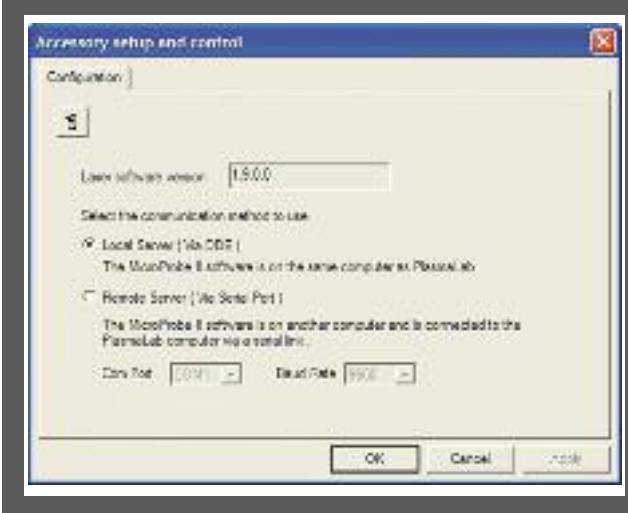 Accessory setup and control
Configuration
Laser software version 1.9.0.0
Select the communication method to use
Local Server ( Via DDE )
The MicroProbe II software is on the same computer as PlasmaLab
Remote Server ( Via Serial Port )
The MicroProbe II software is on another computer and is connected to the
PlasmaLab computer via a serial link.
Com Port COM1 Baud Rate 9600
OK Cancel Apply